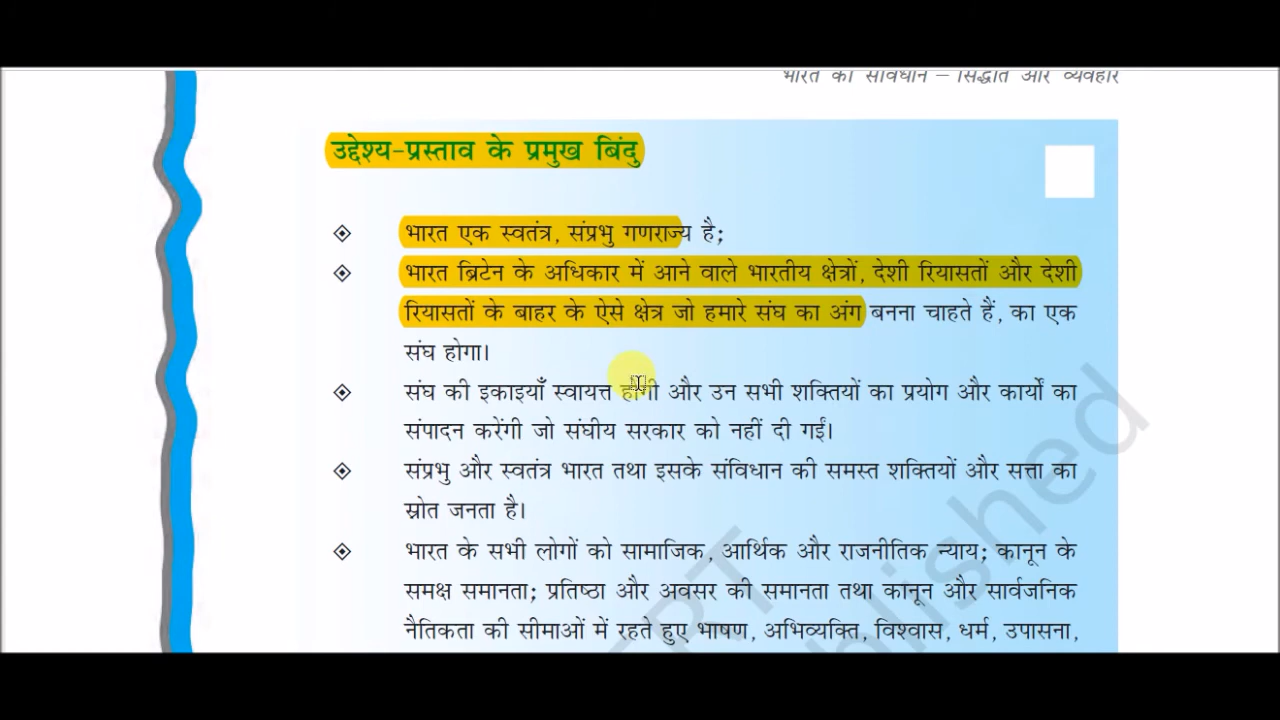 भारत का संविधान – सिद्धांत और व्यवहार
उद्देश्य-प्रस्ताव के प्रमुख बिंदु
भारत एक स्वतंत्र, संप्रभु गणराज्य है;
भारत ब्रिटेन के अधिकार में आने वाले भारतीय क्षेत्रों, देशी रियासतों और देशी
रियासतों के बाहर के ऐसे क्षेत्र जो हमारे संघ का अंग बनना चाहते हैं, का एक
संघ होगा।
संघ की इकाइयाँ स्वायत्त होंगी और उन सभी शक्तियों का प्रयोग और कार्यों का
संपादन करेंगी जो संघीय सरकार को नहीं दी गईं।
संप्रभु और स्वतंत्र भारत तथा इसके संविधान की समस्त शक्तियों और सत्ता का
स्रोत जनता है।
भारत के सभी लोगों को सामाजिक, आर्थिक और राजनीतिक न्याय; कानून के
समक्ष समानता; प्रतिष्ठा और अवसर की समानता तथा कानून और सार्वजनिक
नैतिकता की सीमाओं में रहते हुए भाषण, अभिव्यक्ति, विश्वास, धर्म, उपासना,